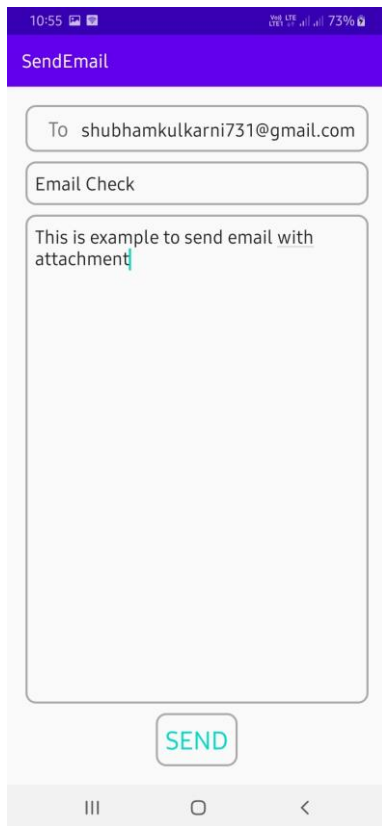 10:55 73%
SendEmail
To shubhamkulkarni731@gmail.com
Email Check
This is example to send email with
attachment
SEND